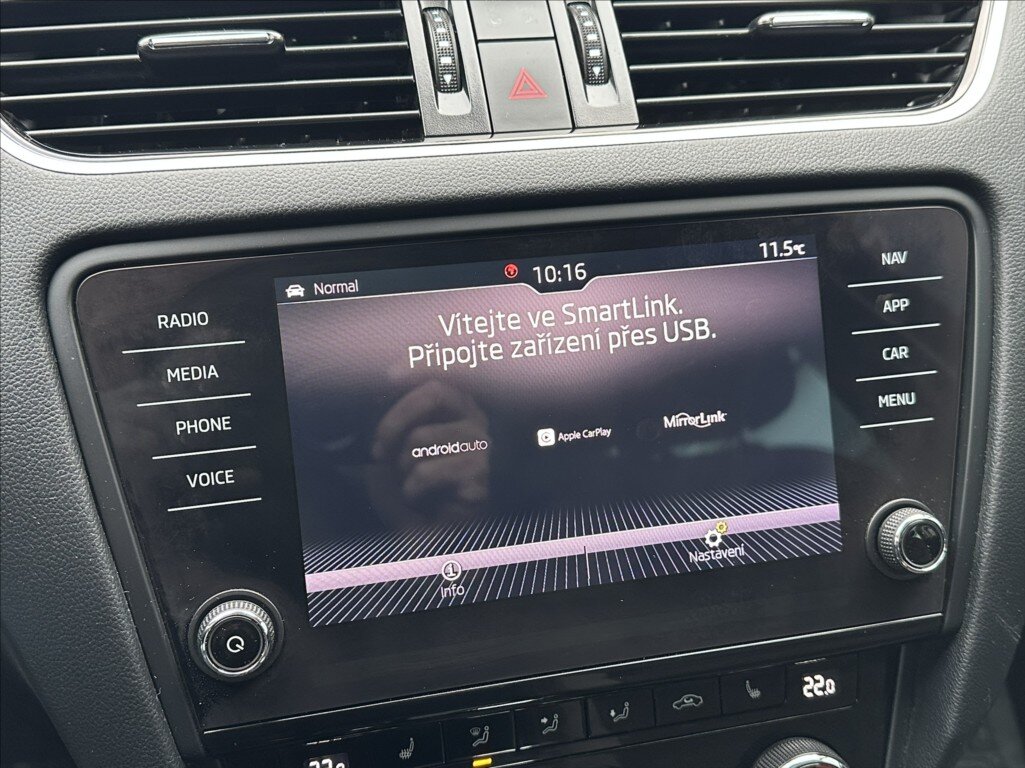 Normal
10:16
11.5°C
Vítejte ve SmartLink.
Připojte zařízení přes USB.
androidauto
Apple CarPlay
MirrorLink
Info
Nastavení
RADIO
MEDIA
PHONE
VOICE
NAV
APP
CAR
MENU
22.0